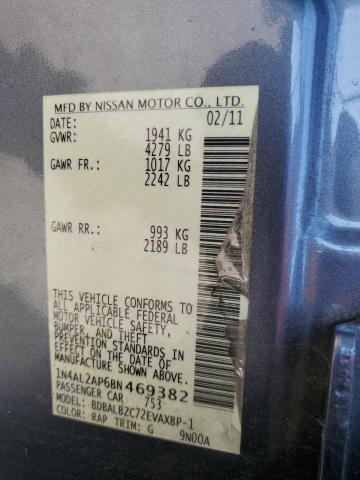 MFD BY NISSAN MOTOR CO., LTD.
DATE: 02/11
GVWR: 1941 KG
4279 LB
GAWR FR.: 1017 KG
2242 LB
GAWR RR.: 993 KG
2189 LB
THIS VEHICLE CONFORMS TO
ALL APPLICABLE FEDERAL
MOTOR VEHICLE SAFETY,
BUMPER, AND THEFT
PREVENTION STANDARDS IN
EFFECT ON THE DATE OF
MANUFACTURE SHOWN ABOVE.
1N4AL2AP6BN 469382
PASSENGER CAR 753
MODEL: BDBALBZC72EVAXBP-1
COLOR: RAP TRIM: G 9N00A